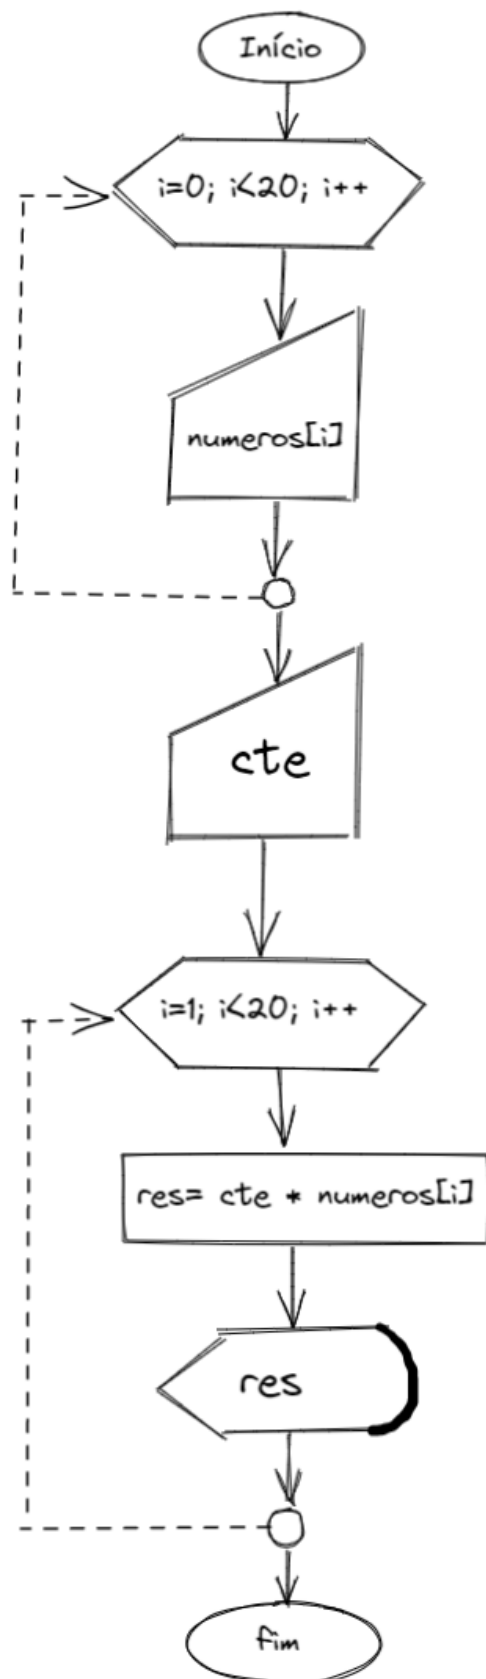 Início
i=0; i<20; i++
numeros[i]
cte
i=1; i<20; i++
res= cte * numeros[i]
res
fim